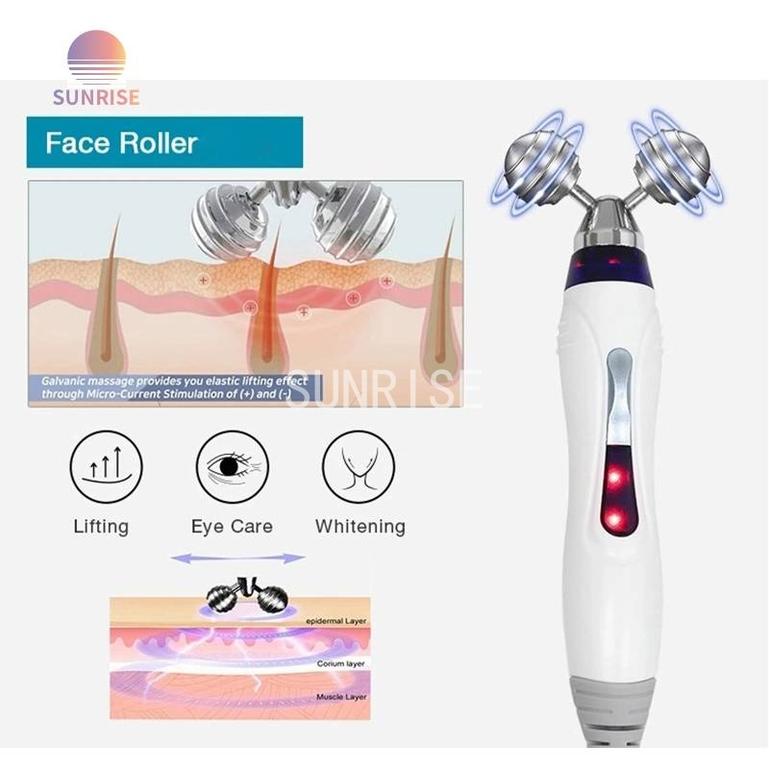 SUNRISE
Face Roller
Galvanic massage provides you elastic lifting effect
through Micro-Current Stimulation of (+) and (-)
SUNRISE
Lifting
Eye Care
Whitening
epidermal Layer
Corium layer
Muscle Layer